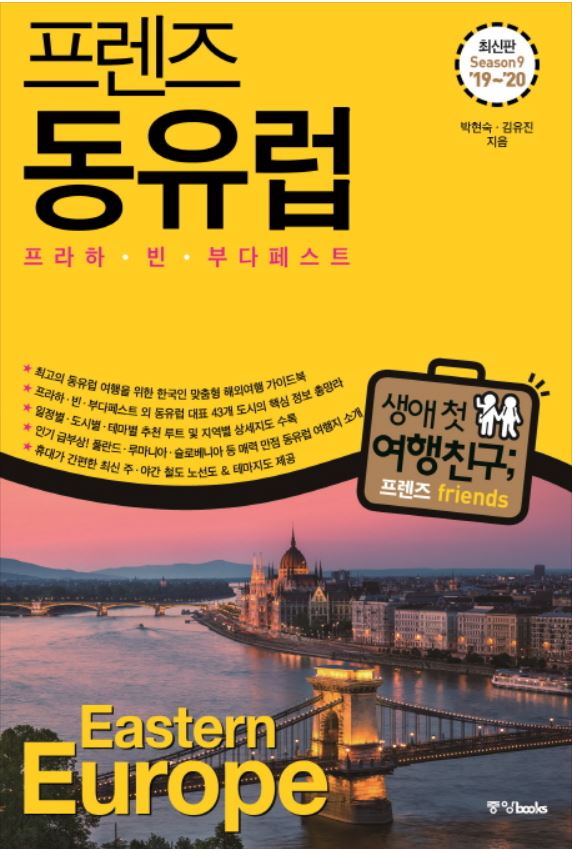 프렌즈
동유럽
프라하 · 빈 · 부다페스트
최신판
Season 9
'19~'20
박현숙 · 김유진
지음
★ 최고의 동유럽 여행을 위한 한국인 맞춤형 해외여행 가이드북
★ 프라하 · 빈 · 부다페스트 외 동유럽 대표 43개 도시의 핵심 정보 총망라
★ 일정별 · 도시별 · 테마별 추천 루트 및 지역별 상세지도 수록
★ 인기 급부상! 폴란드 · 루마니아 · 슬로베니아 등 매력 만점 동유럽 여행지 소개
★ 휴대가 간편한 최신 주 · 야간 철도 노선도 & 테마지도 제공
생애 첫
여행친구;
프렌즈 friends
Eastern
Europe
중앙books